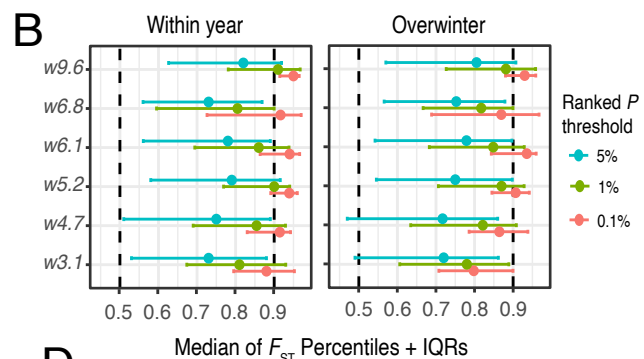 B
Within year
Overwinter
w9.6
w6.8
w6.1
w5.2
w4.7
w3.1
Ranked P
threshold
5%
1%
0.1%
0.5 0.6 0.7 0.8 0.9
0.5 0.6 0.7 0.8 0.9
Median of FST Percentiles + IQRs